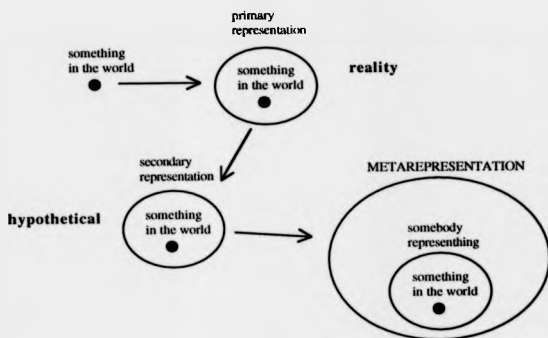 primary
representation
something
in the world
something
in the world
reality
secondary
representation
METAREPRESENTATION
hypothetical
something
in the world
somebody
representhing
something
in the world